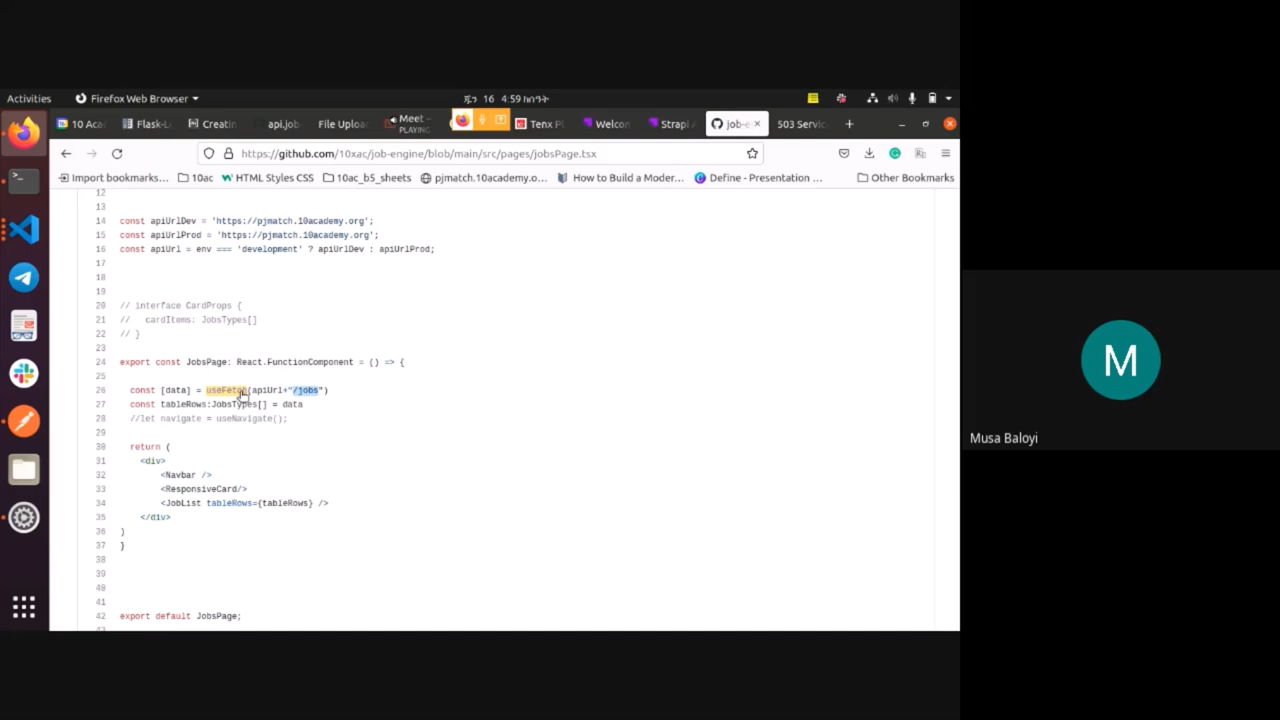 Activities
Firefox Web Browser
16 4:59
10 Aca
Flask-L
Creatin
api.job
File Uploa
Meet –
PLAYING
Tenx P
Welcon
Strapi
job-e
503 Servic
https://github.com/10xac/job-engine/blob/main/src/pages/jobsPage.tsx
Import bookmarks...
10ac
HTML Styles CSS
10ac_b5_sheets
pjmatch.10academy.o...
How to Build a Moder...
Define - Presentation ...
Other Bookmarks
12
13
14 const apiUrlDev = 'https://pjmatch.10academy.org';
15 const apiUrlProd = 'https://pjmatch.10academy.org';
16 const apiUrl = env === 'development' ? apiUrlDev : apiUrlProd;
17
18
19
20 // interface CardProps {
21 //   cardItems: JobsTypes[]
22 // }
23
24 export const JobsPage: React.FunctionComponent = () => {
25
26 const [data] = useFetch(apiUrl+"/jobs")
27 const tableRows:JobsTypes[] = data
28 //let navigate = useNavigate();
29
30 return (
31 <div>
32 <Navbar />
33 <ResponsiveCard/>
34 <JobList tableRows={tableRows} />
35 </div>
36 )
37 }
38
39
40
41
42 export default JobsPage;
M
Musa Baloyi